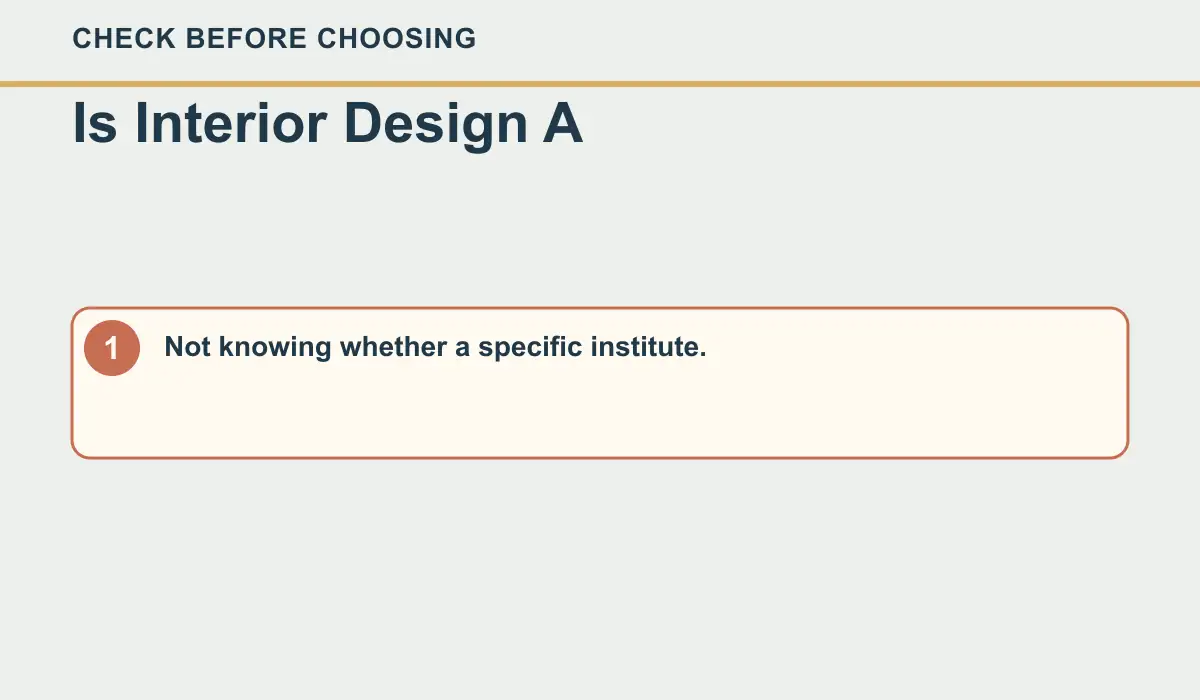 CHECK BEFORE CHOOSING
Is Interior Design A
1 Not knowing whether a specific institute.